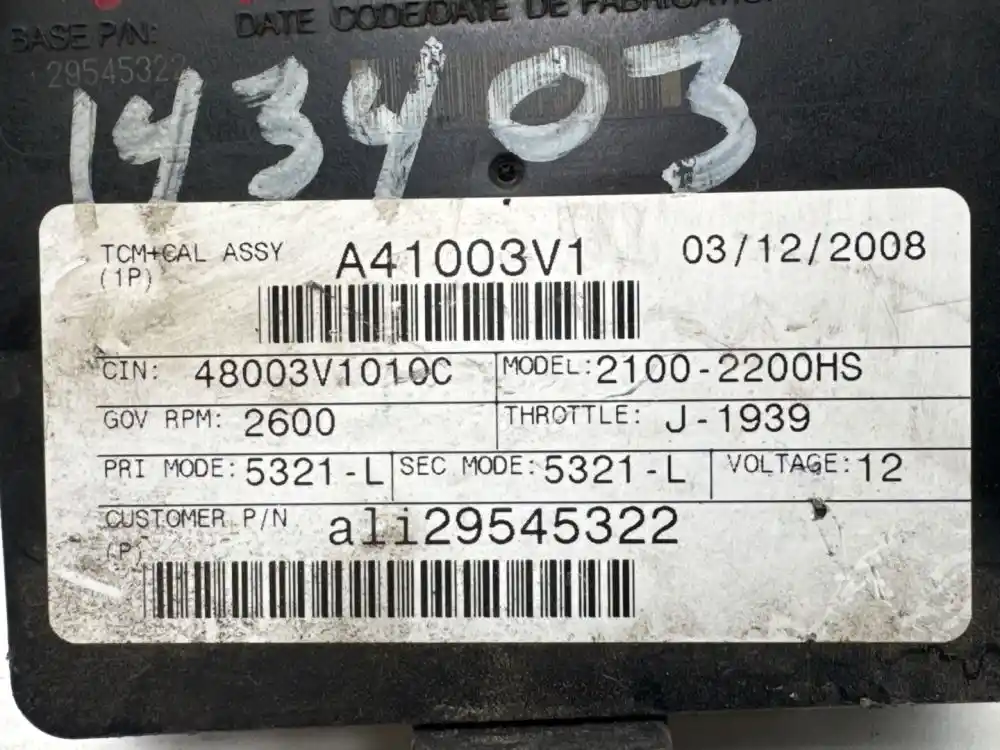 DATE CODE/DATE DE FABRICATION
BASE P/N:
29545322
143403
TCM+CAL ASSY A41003V1 03/12/2008
(1P)
CIN: 48003V1010C MODEL: 2100-2200HS
GOV RPM: 2600 THROTTLE: J-1939
PRI MODE: 5321-L SEC MODE: 5321-L VOLTAGE: 12
CUSTOMER P/N ali29545322
(P)